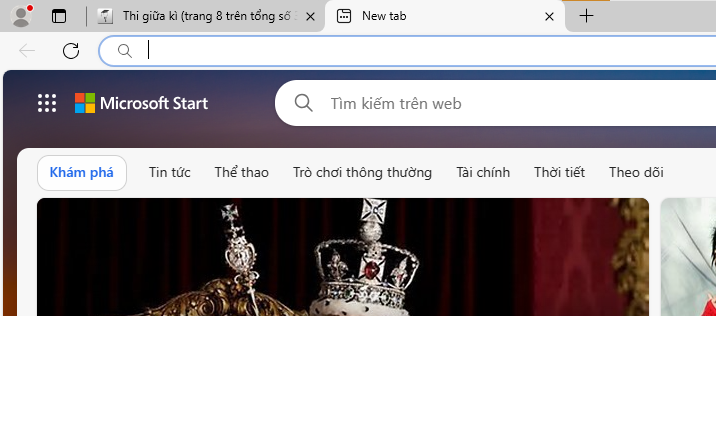 Thi giữa kì (trang 8 trên tổng số
New tab
Microsoft Start
Tìm kiếm trên web
Khám phá Tin tức Thể thao Trò chơi thông thường Tài chính Thời tiết Theo dõi